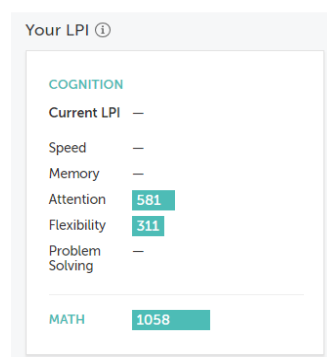 Your LPI ⓘ
COGNITION
Current LPI —
Speed —
Memory —
Attention 581
Flexibility 311
Problem —
Solving
MATH 1058